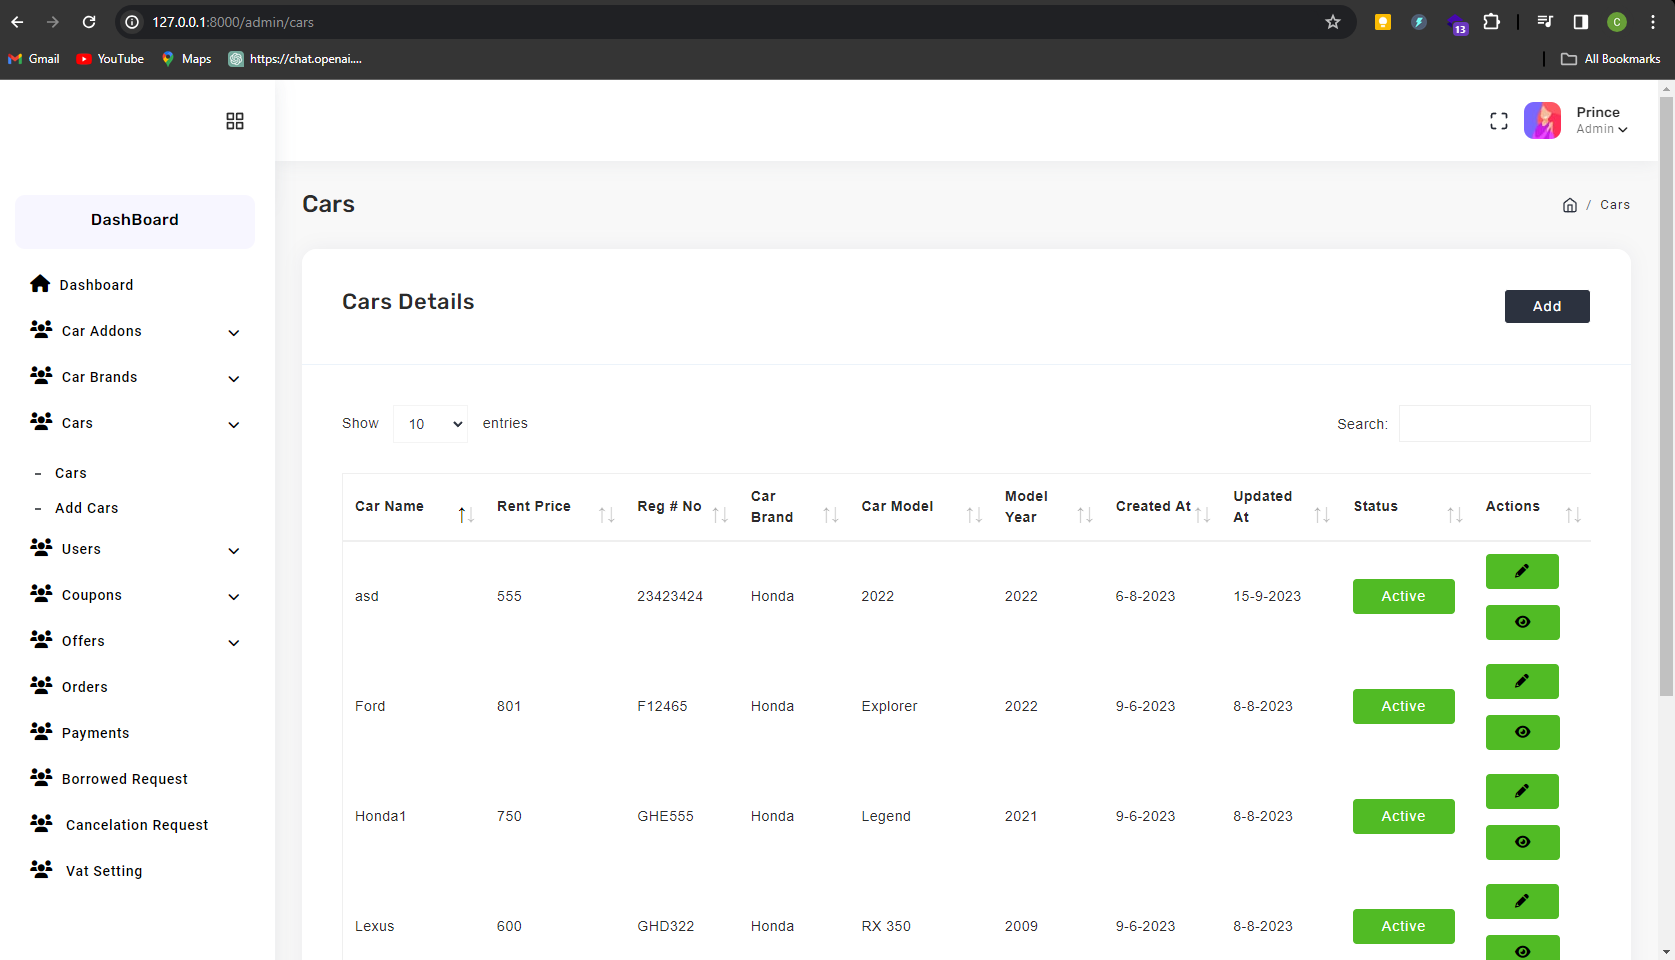 127.0.0.1:8000/admin/cars
13
C
Gmail YouTube Maps https://chat.openai.... All Bookmarks
Prince
Admin
DashBoard
Dashboard
Car Addons
Car Brands
Cars
- Cars
- Add Cars
Users
Coupons
Offers
Orders
Payments
Borrowed Request
Cancelation Request
Vat Setting
Cars
/ Cars
Cars Details
Add
Show 10 entries
Search:
Car Name Rent Price Reg # No Car Brand Car Model Model Year Created At Updated At Status Actions
asd 555 23423424 Honda 2022 2022 6-8-2023 15-9-2023 Active
Ford 801 F12465 Honda Explorer 2022 9-6-2023 8-8-2023 Active
Honda1 750 GHE555 Honda Legend 2021 9-6-2023 8-8-2023 Active
Lexus 600 GHD322 Honda RX 350 2009 9-6-2023 8-8-2023 Active